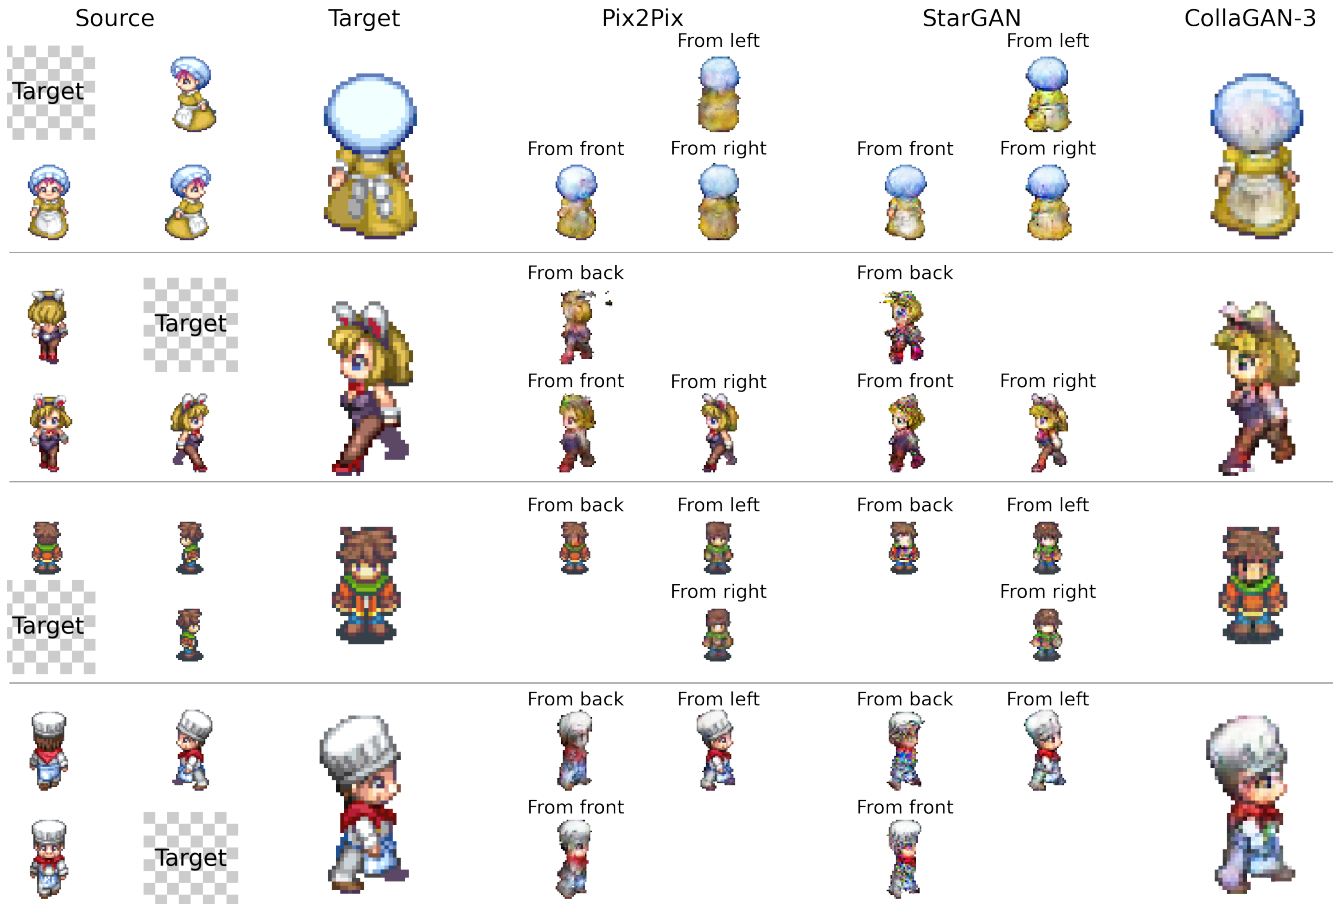 Source Target Pix2Pix StarGAN CollaGAN-3
From left From left
Target
From front From right From front From right
From back From back
Target
From front From right From front From right
From back From left From back From left
From right From right
Target
From back From left From back From left
From front From front
Target